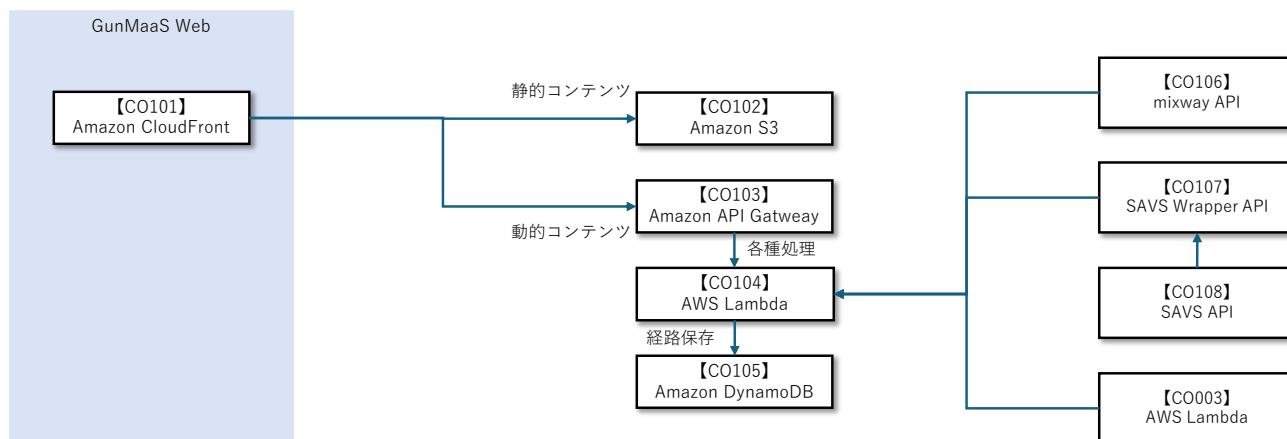 GunMaaS Web
【CO101】
Amazon CloudFront
静的コンテンツ
【CO102】
Amazon S3
【CO103】
Amazon API Gatweay
動的コンテンツ
各種処理
【CO104】
AWS Lambda
経路保存
【CO105】
Amazon DynamoDB
【CO106】
mixway API
【CO107】
SAVS Wrapper API
【CO108】
SAVS API
【CO003】
AWS Lambda